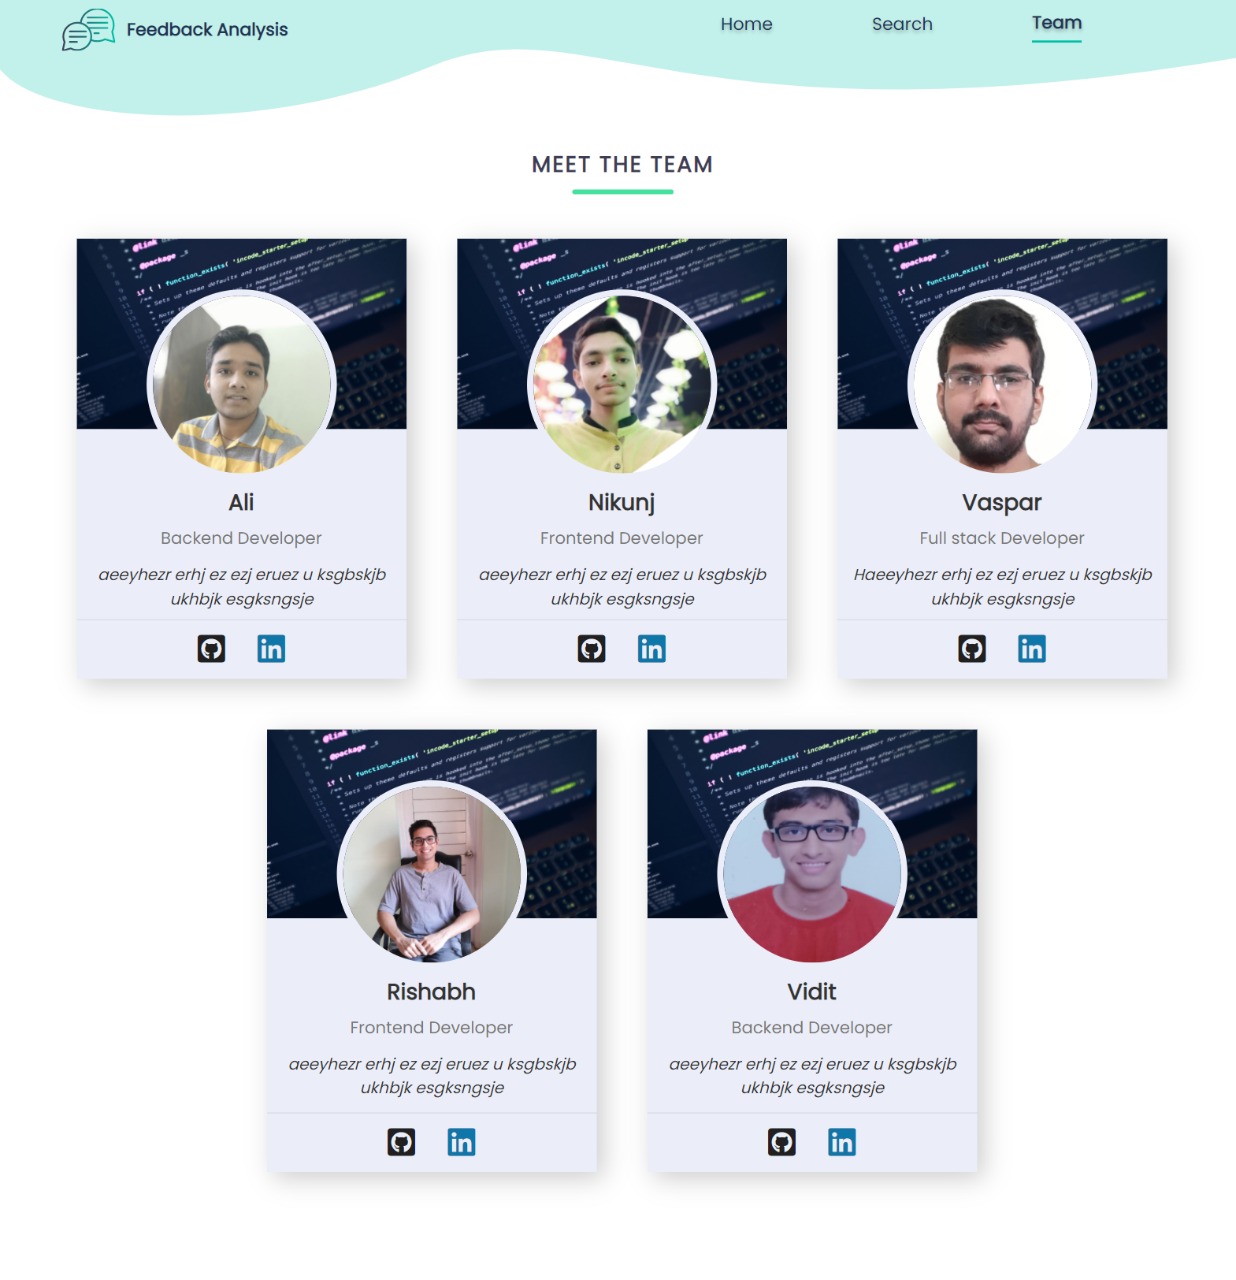 Feedback Analysis
Home
Search
Team
MEET THE TEAM
Ali
Backend Developer
aeeyhezr erhj ez ezj eruez u ksgbskjb
ukhbjk esgksngsje
Nikunj
Frontend Developer
aeeyhezr erhj ez ezj eruez u ksgbskjb
ukhbjk esgksngsje
Vaspar
Full stack Developer
Haeeyhezr erhj ez ezj eruez u ksgbskjb
ukhbjk esgksngsje
Rishabh
Frontend Developer
aeeyhezr erhj ez ezj eruez u ksgbskjb
ukhbjk esgksngsje
Vidit
Backend Developer
aeeyhezr erhj ez ezj eruez u ksgbskjb
ukhbjk esgksngsje